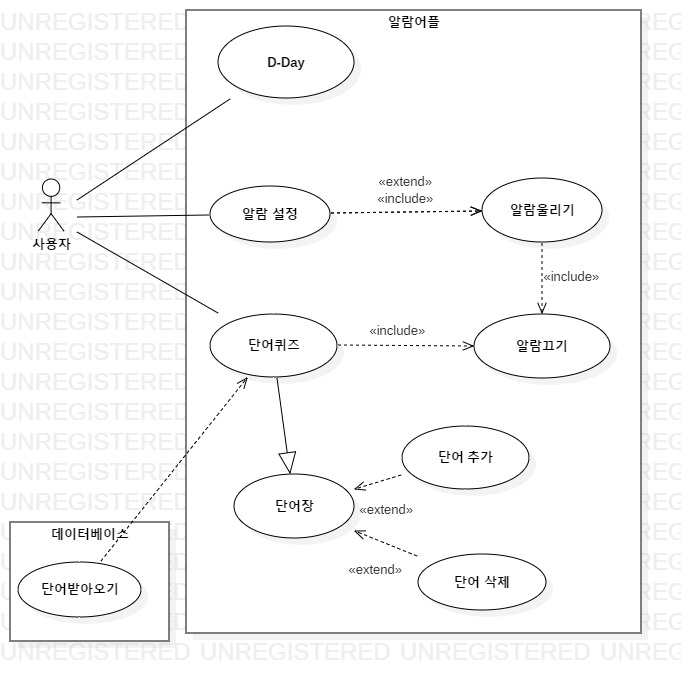 알람어플
D-Day
«extend»
«include»
사용자
알람 설정
알람울리기
«include»
단어퀴즈
«include»
알람끄기
단어 추가
단어장
«extend»
데이터베이스
단어받아오기
«extend»
단어 삭제
UNREGISTERED UNREGISTERED UNREGISTERED UNREG